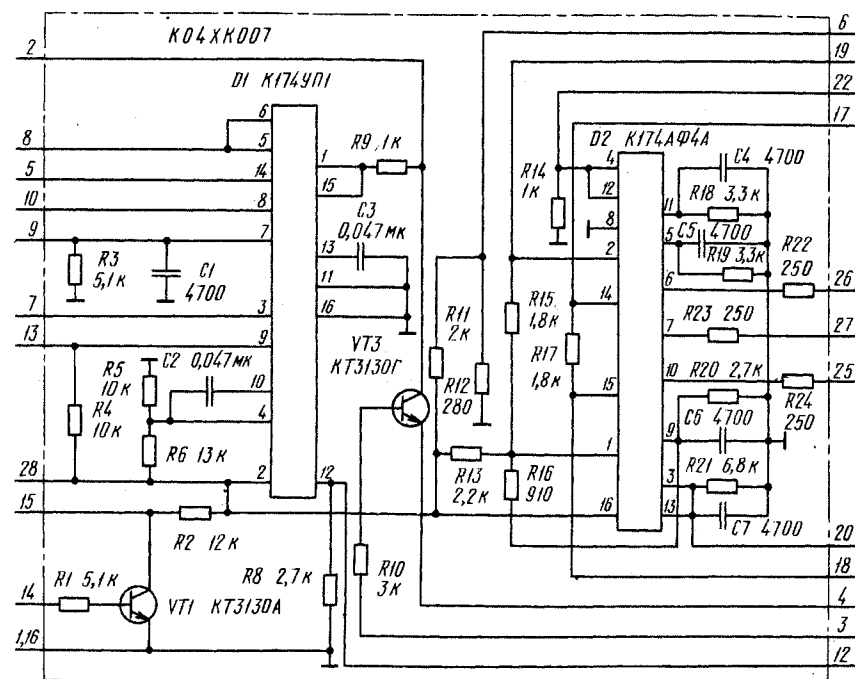 К04ХК007
D1 К174УП1
D2 К174АФ4А
2
8
5
10
9
7
13
28
15
14
1,16
6
19
22
17
26
27
25
20
18
4
3
12
6
5
14
8
7
3
9
10
4
2
1
15
13
11
16
12
R9 1к
C3
0,047 мк
R3
5,1к
C1
4700
R5
10к
C2 0,047мк
R4
10к
R6 13к
R2 12к
R1 5,1к
VT1 КТ3130А
R8 2,7к
VT3
КТ3130Г
R10
3к
R11
2к
R12
280
R13
2,2к
R14
1к
R15
1,8к
R17
1,8к
R16
910
4
12
8
2
14
15
1
16
11
5
6
7
10
9
3
13
C4 4700
R18 3,3к
C5 4700
R19 3,3к
R22
250
R23 250
R20 2,7к
R24
250
C6 4700
R21 6,8к
C7 4700